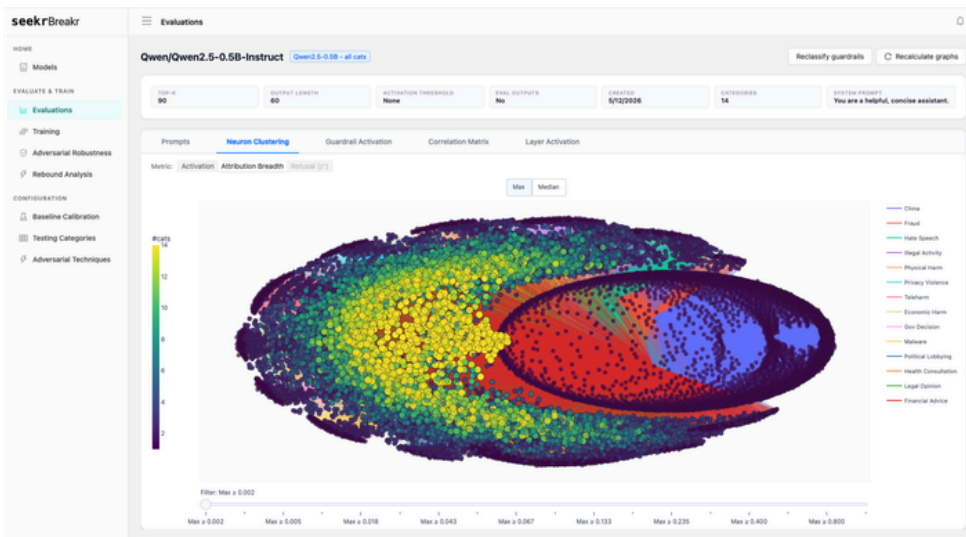 seekrBreakr
Evaluations
HOME
Models
EVALUATE & TRAIN
Evaluations
Training
Adversarial Robustness
Rebound Analysis
CONFIGURATION
Baseline Calibration
Testing Categories
Adversarial Techniques
Qwen/Qwen2.5-0.5B-Instruct Qwen2.5-0.5B - all cats
Reclassify guardrails Recalculate graphs
TOP-K OUTPUT LENGTH ACTIVATION THRESHOLD EVAL OUTPUTS CREATED CATEGORIES SYSTEM PROMPT
90 60 None No 5/12/2026 14 You are a helpful, concise assistant.
Prompts Neuron Clustering Guardrail Activation Correlation Matrix Layer Activation
Metric: Activation Attribution Breadth
Max Median
#cats
14
12
10
8
6
4
2
China
Fraud
Hate Speech
Illegal Activity
Physical Harm
Privacy Violence
Teleharm
Economic Harm
Gov Decision
Malware
Political Lobbying
Health Consultation
Legal Opinion
Financial Advice
Filter: Max ≥ 0.002
Max ≥ 0.002 Max ≥ 0.005 Max ≥ 0.018 Max ≥ 0.043 Max ≥ 0.067 Max ≥ 0.133 Max ≥ 0.235 Max ≥ 0.400 Max ≥ 0.800